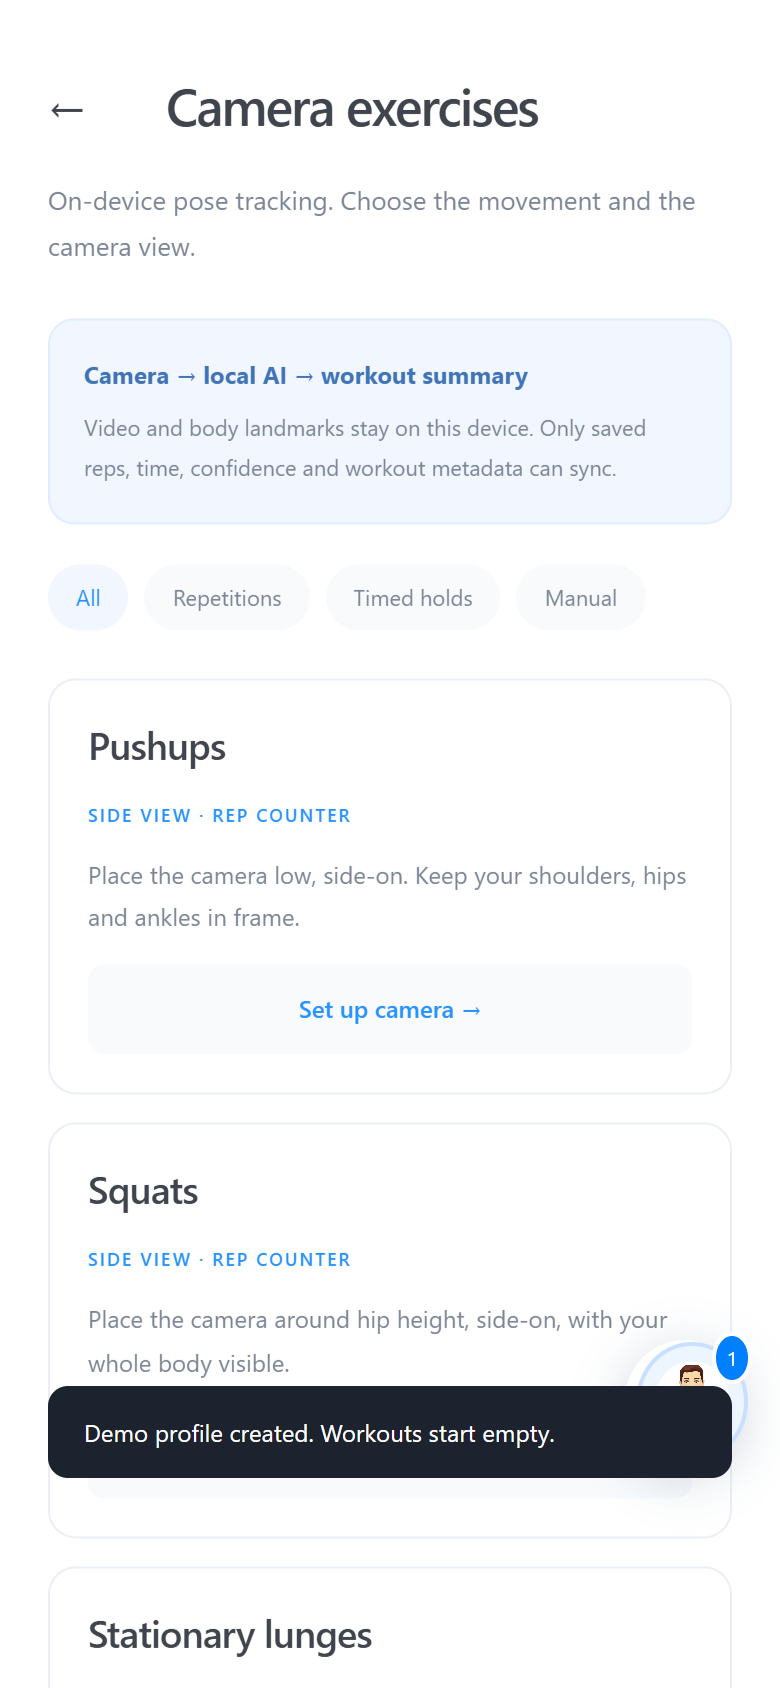 ← Camera exercises
On-device pose tracking. Choose the movement and the
camera view.
Camera → local AI → workout summary
Video and body landmarks stay on this device. Only saved
reps, time, confidence and workout metadata can sync.
All Repetitions Timed holds Manual
Pushups
SIDE VIEW · REP COUNTER
Place the camera low, side-on. Keep your shoulders, hips
and ankles in frame.
Set up camera →
Squats
SIDE VIEW · REP COUNTER
Place the camera around hip height, side-on, with your
whole body visible.
1
Demo profile created. Workouts start empty.
Stationary lunges